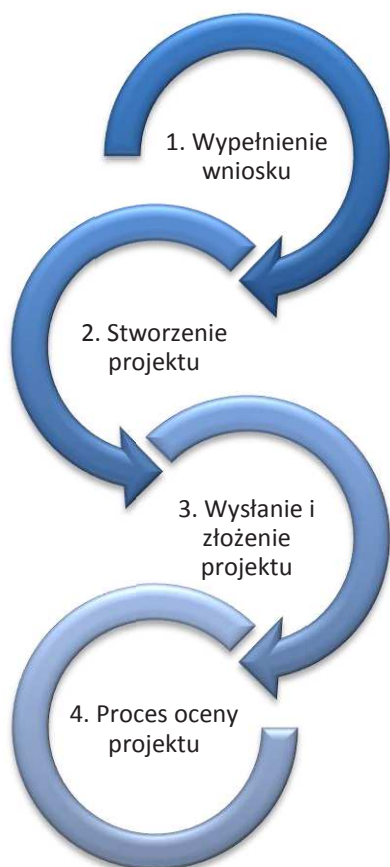 1. Wypełnienie
wniosku
2. Stworzenie
projektu
3. Wysłanie i
złożenie
projektu
4. Proces oceny
projektu